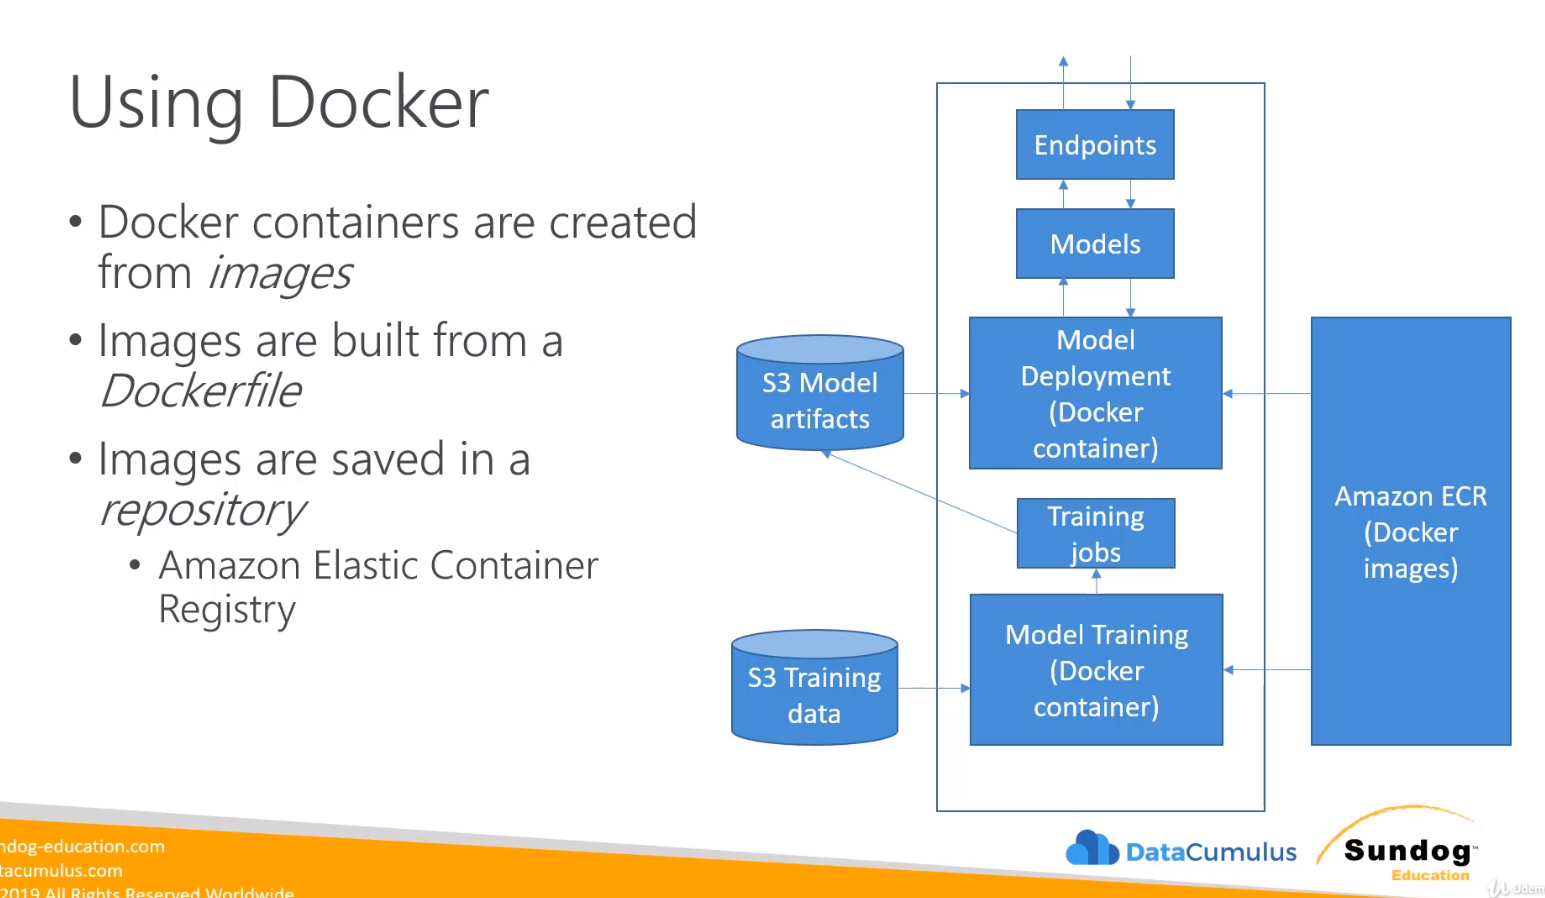 Using Docker
• Docker containers are created
from images
• Images are built from a
Dockerfile
• Images are saved in a
repository
• Amazon Elastic Container
Registry
Endpoints
Models
Model
Deployment
(Docker
container)
S3 Model
artifacts
Training
jobs
Amazon ECR
(Docker
images)
Model Training
(Docker
container)
S3 Training
data
ndog-education.com
tacumulus.com
2019 All Rights Reserved Worldwide
DataCumulus
Sundog™
Education
Udem